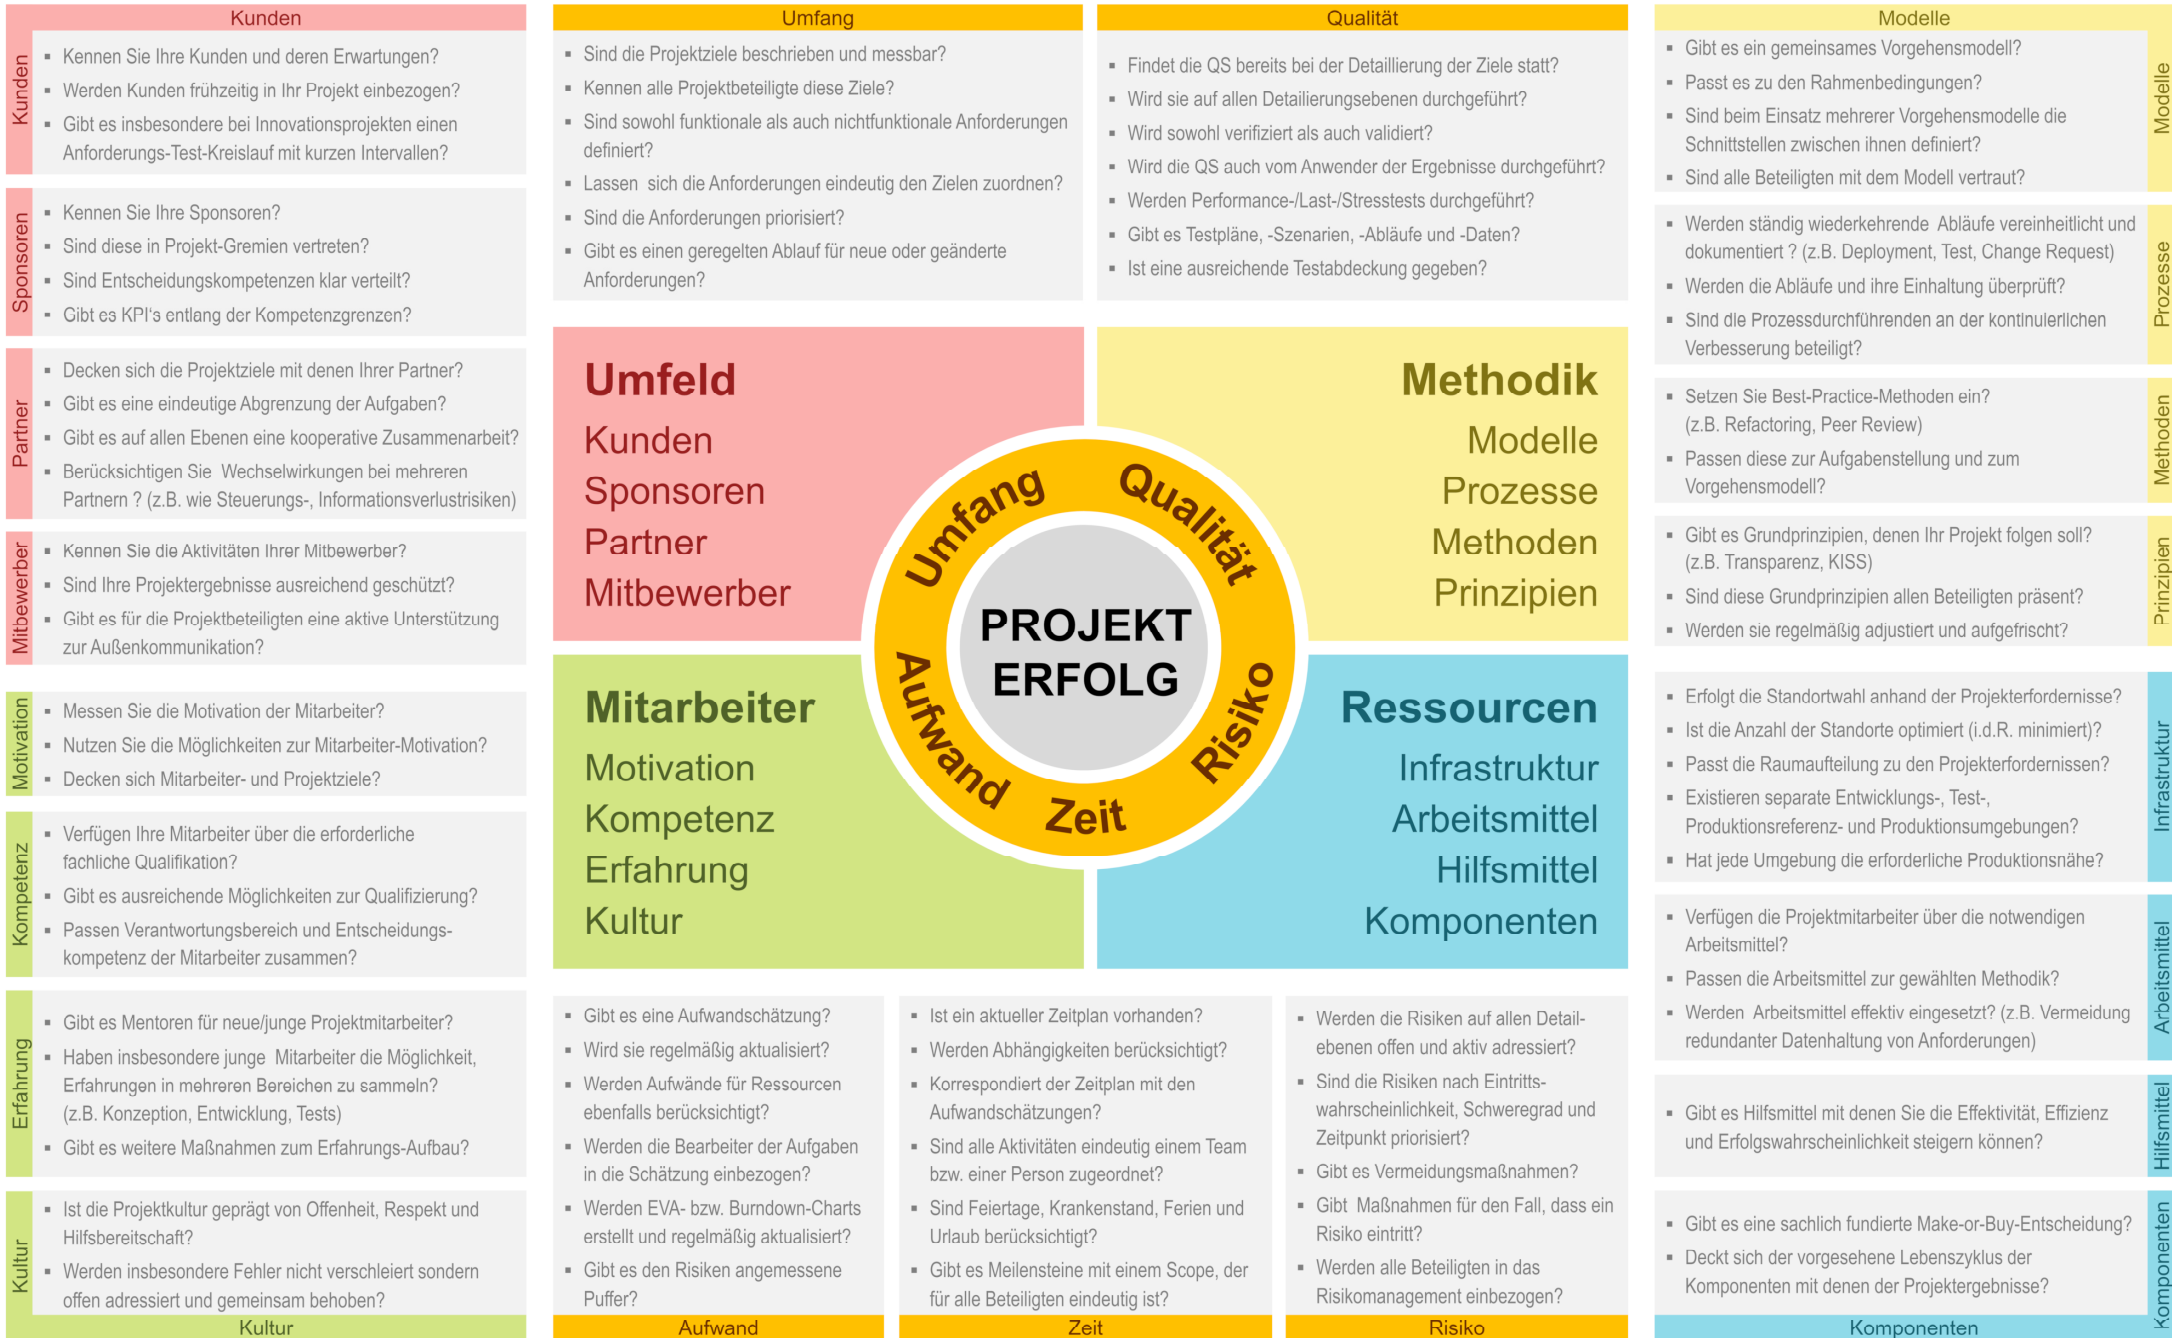 Kunden
Kunden
Kennen Sie Ihre Kunden und deren Erwartungen?
Werden Kunden frühzeitig in Ihr Projekt einbezogen?
Gibt es insbesondere bei Innovationsprojekten einen
Anforderungs-Test-Kreislauf mit kurzen Intervallen?
Sponsoren
Kennen Sie Ihre Sponsoren?
Sind diese in Projekt-Gremien vertreten?
Sind Entscheidungskompetenzen klar verteilt?
Gibt es KPI's entlang der Kompetenzgrenzen?
Partner
Decken sich die Projektziele mit denen Ihrer Partner?
Gibt es eine eindeutige Abgrenzung der Aufgaben?
Gibt es auf allen Ebenen eine kooperative Zusammenarbeit?
Berücksichtigen Sie Wechselwirkungen bei mehreren
Partnern ? (z.B. wie Steuerungs-, Informationsverlustrisiken)
Mitbewerber
Kennen Sie die Aktivitäten Ihrer Mitbewerber?
Sind Ihre Projektergebnisse ausreichend geschützt?
Gibt es für die Projektbeteiligten eine aktive Unterstützung
zur Außenkommunikation?
Motivation
Messen Sie die Motivation der Mitarbeiter?
Nutzen Sie die Möglichkeiten zur Mitarbeiter-Motivation?
Decken sich Mitarbeiter- und Projektziele?
Kompetenz
Verfügen Ihre Mitarbeiter über die erforderliche
fachliche Qualifikation?
Gibt es ausreichende Möglichkeiten zur Qualifizierung?
Passen Verantwortungsbereich und Entscheidungs-
kompetenz der Mitarbeiter zusammen?
Erfahrung
Gibt es Mentoren für neue/junge Projektmitarbeiter?
Haben insbesondere junge Mitarbeiter die Möglichkeit,
Erfahrungen in mehreren Bereichen zu sammeln?
(z.B. Konzeption, Entwicklung, Tests)
Gibt es weitere Maßnahmen zum Erfahrungs-Aufbau?
Kultur
Ist die Projektkultur geprägt von Offenheit, Respekt und
Hilfsbereitschaft?
Werden insbesondere Fehler nicht verschleiert sondern
offen adressiert und gemeinsam behoben?
Kultur
Umfang
Sind die Projektziele beschrieben und messbar?
Kennen alle Projektbeteiligte diese Ziele?
Sind sowohl funktionale als auch nichtfunktionale Anforderungen
definiert?
Lassen sich die Anforderungen eindeutig den Zielen zuordnen?
Sind die Anforderungen priorisiert?
Gibt es einen geregelten Ablauf für neue oder geänderte
Anforderungen?
Qualität
Findet die QS bereits bei der Detaillierung der Ziele statt?
Wird sie auf allen Detailierungsebenen durchgeführt?
Wird sowohl verifiziert als auch validiert?
Wird die QS auch vom Anwender der Ergebnisse durchgeführt?
Werden Performance-/Last-/Stresstests durchgeführt?
Gibt es Testpläne, -Szenarien, -Abläufe und -Daten?
Ist eine ausreichende Testabdeckung gegeben?
Umfeld
Kunden
Sponsoren
Partner
Mitbewerber
Methodik
Modelle
Prozesse
Methoden
Prinzipien
Umfang
Qualität
Risiko
Zeit
Aufwand
PROJEKT
ERFOLG
Mitarbeiter
Motivation
Kompetenz
Erfahrung
Kultur
Ressourcen
Infrastruktur
Arbeitsmittel
Hilfsmittel
Komponenten
Gibt es eine Aufwandschätzung?
Wird sie regelmäßig aktualisiert?
Werden Aufwände für Ressourcen
ebenfalls berücksichtigt?
Werden die Bearbeiter der Aufgaben
in die Schätzung einbezogen?
Werden EVA- bzw. Burndown-Charts
erstellt und regelmäßig aktualisiert?
Gibt es den Risiken angemessene
Puffer?
Aufwand
Ist ein aktueller Zeitplan vorhanden?
Werden Abhängigkeiten berücksichtigt?
Korrespondiert der Zeitplan mit den
Aufwandschätzungen?
Sind alle Aktivitäten eindeutig einem Team
bzw. einer Person zugeordnet?
Sind Feiertage, Krankenstand, Ferien und
Urlaub berücksichtigt?
Gibt es Meilensteine mit einem Scope, der
für alle Beteiligten eindeutig ist?
Zeit
Werden die Risiken auf allen Detail-
ebenen offen und aktiv adressiert?
Sind die Risiken nach Eintritts-
wahrscheinlichkeit, Schweregrad und
Zeitpunkt priorisiert?
Gibt es Vermeidungsmaßnahmen?
Gibt Maßnahmen für den Fall, dass ein
Risiko eintritt?
Werden alle Beteiligten in das
Risikomanagement einbezogen?
Risiko
Modelle
Modelle
Gibt es ein gemeinsames Vorgehensmodell?
Passt es zu den Rahmenbedingungen?
Sind beim Einsatz mehrerer Vorgehensmodelle die
Schnittstellen zwischen ihnen definiert?
Sind alle Beteiligten mit dem Modell vertraut?
Prozesse
Werden ständig wiederkehrende Abläufe vereinheitlicht und
dokumentiert ? (z.B. Deployment, Test, Change Request)
Werden die Abläufe und ihre Einhaltung überprüft?
Sind die Prozessdurchführenden an der kontinuierlichen
Verbesserung beteiligt?
Methoden
Setzen Sie Best-Practice-Methoden ein?
(z.B. Refactoring, Peer Review)
Passen diese zur Aufgabenstellung und zum
Vorgehensmodell?
Prinzipien
Gibt es Grundprinzipien, denen Ihr Projekt folgen soll?
(z.B. Transparenz, KISS)
Sind diese Grundprinzipien allen Beteiligten präsent?
Werden sie regelmäßig adjustiert und aufgefrischt?
Infrastruktur
Erfolgt die Standortwahl anhand der Projekterfordernisse?
Ist die Anzahl der Standorte optimiert (i.d.R. minimiert)?
Passt die Raumaufteilung zu den Projekterfordernissen?
Existieren separate Entwicklungs-, Test-,
Produktionsreferenz- und Produktionsumgebungen?
Hat jede Umgebung die erforderliche Produktionsnähe?
Arbeitsmittel
Verfügen die Projektmitarbeiter über die notwendigen
Arbeitsmittel?
Passen die Arbeitsmittel zur gewählten Methodik?
Werden Arbeitsmittel effektiv eingesetzt? (z.B. Vermeidung
redundanter Datenhaltung von Anforderungen)
Hilfsmittel
Gibt es Hilfsmittel mit denen Sie die Effektivität, Effizienz
und Erfolgswahrscheinlichkeit steigern können?
Komponenten
Gibt es eine sachlich fundierte Make-or-Buy-Entscheidung?
Deckt sich der vorgesehene Lebenszyklus der
Komponenten mit denen der Projektergebnisse?
Komponenten